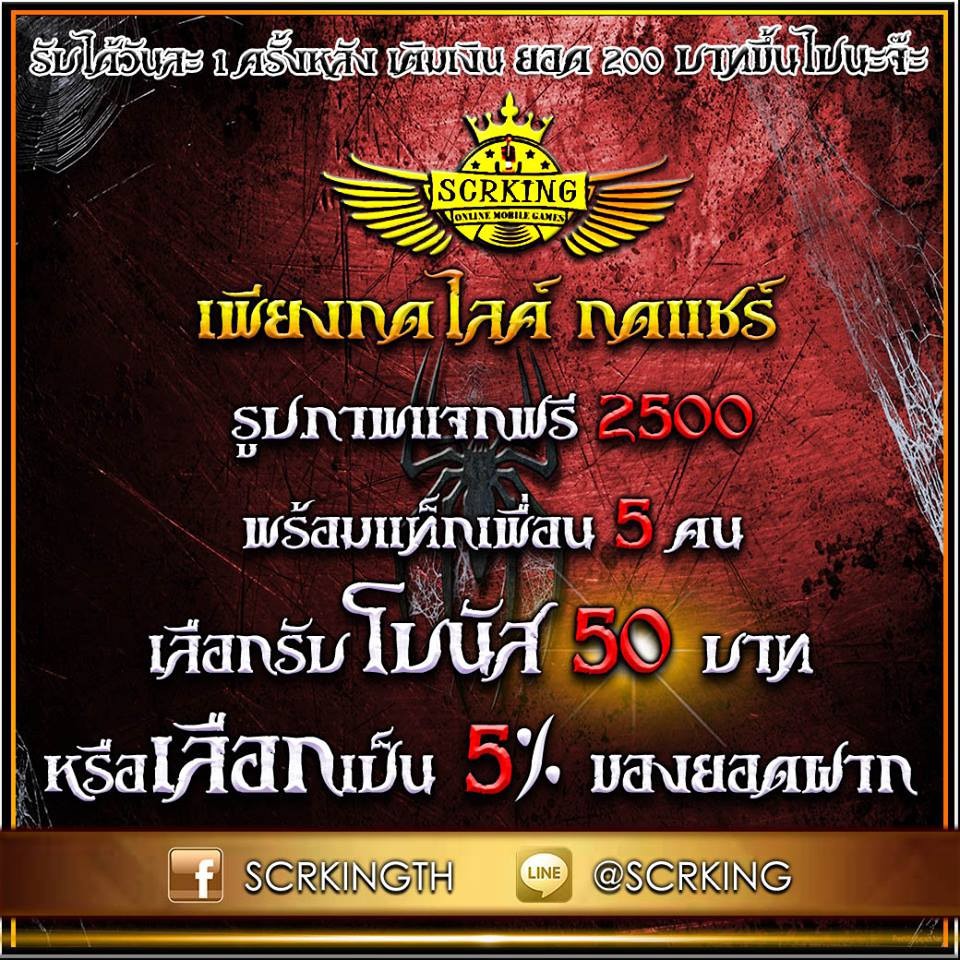 รับได้วันละ 1 ครั้งหลัง เติมเงิน ยอด 200 บาทขึ้นไปนะจ๊ะ
SCRKING
ONLINE MOBILE GAMES
เพียงกดไลค์ กดแชร์
รูปภาพแจกฟรี 2500
พร้อมแท็กเพื่อน 5 คน
เลือกรับโบนัส 50 บาท
หรือเลือกเป็น 5% ของยอดฝาก
f SCRKINGTH LINE @SCRKING